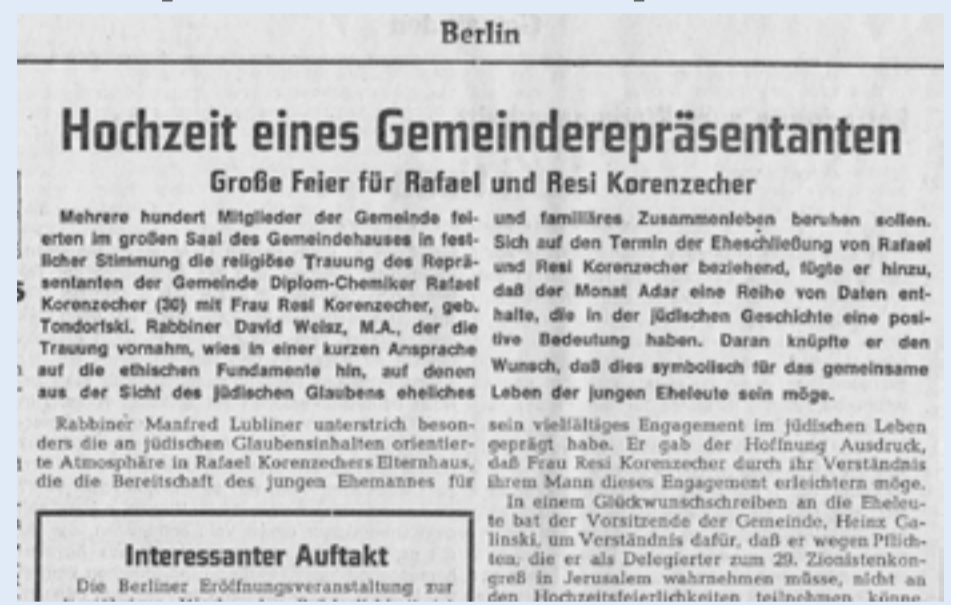 Berlin
Hochzeit eines Gemeinderepräsentanten
Große Feier für Rafael und Resi Korenzecher
Mehrere hundert Mitglieder der Gemeinde fei-
erten im großen Saal des Gemeindehauses in fest-
licher Stimmung die religiöse Trauung des Reprä-
sentanten der Gemeinde Diplom-Chemiker Rafael
Korenzecher (30) mit Frau Resi Korenzecher, geb.
Tondorfski. Rabbiner David Weisz, M.A., der die
Trauung vornahm, wies in einer kurzen Ansprache
auf die ethischen Fundamente hin, auf denen
aus der Sicht des jüdischen Glaubens eheliches
und familiäres Zusammenleben beruhen sollen.
Sich auf den Termin der Eheschließung von Rafael
und Resi Korenzecher beziehend, fügte er hinzu,
daß der Monat Adar eine Reihe von Daten ent-
halte, die in der jüdischen Geschichte eine posi-
tive Bedeutung haben. Daran knüpfte er den
Wunsch, daß dies symbolisch für das gemeinsame
Leben der jungen Eheleute sein möge.
Rabbiner Manfred Lubliner unterstrich beson-
ders die an jüdischen Glaubensinhalten orientier-
te Atmosphäre in Rafael Korenzechers Elternhaus,
die die Bereitschaft des jungen Ehemannes für
sein vielfältiges Engagement im jüdischen Leben
geprägt habe. Er gab der Hoffnung Ausdruck,
daß Frau Resi Korenzecher durch ihr Verständnis
ihrem Mann dieses Engagement erleichtern möge.
In einem Glückwunschschreiben an die Eheleu-
te bat der Vorsitzende der Gemeinde, Heinz Ga-
linski, um Verständnis dafür, daß er wegen Pflich-
ten, die er als Delegierter zum 29. Zionistenkon-
greß in Jerusalem wahrnehmen müsse, nicht an
den Hochzeitsfeierlichkeiten teilnehmen könne.
Interessanter Auftakt
Die Berliner Eröffnungsveranstaltung zur